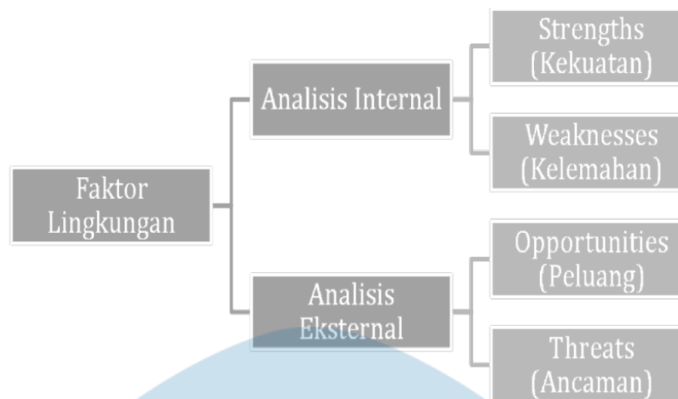 Strengths
(Kekuatan)
Analisis Internal
Weaknesses
(Kelemahan)
Faktor
Lingkungan
Opportunities
(Peluang)
Analisis
Eksternal
Threats
(Ancaman)